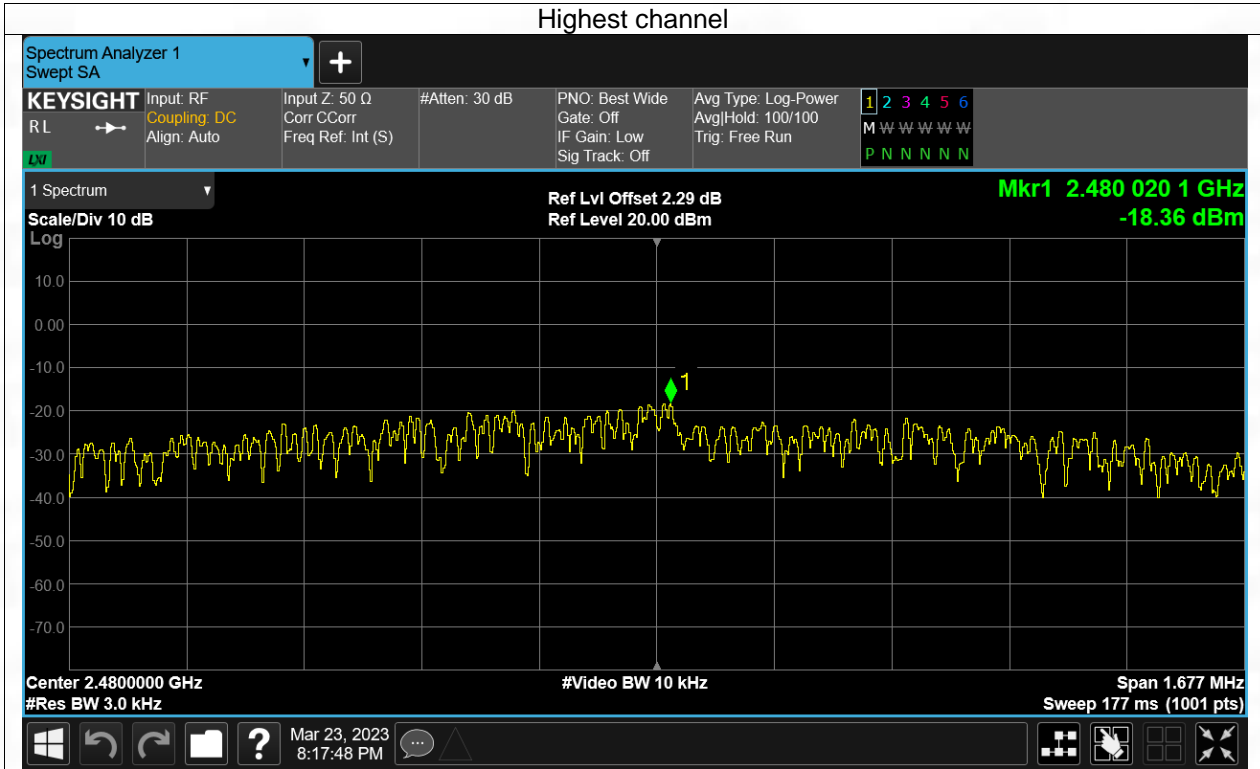 Highest channel
Spectrum Analyzer 1
Swept SA
KEYSIGHT
R L
LXI
Input: RF
Coupling: DC
Align: Auto
Input Z: 50 Ω
Corr CCorr
Freq Ref: Int (S)
#Atten: 30 dB
PNO: Best Wide
Gate: Off
IF Gain: Low
Sig Track: Off
Avg Type: Log-Power
Avg|Hold: 100/100
Trig: Free Run
1 2 3 4 5 6
M W W W W W
P N N N N N
1 Spectrum
Scale/Div 10 dB
Ref Lvl Offset 2.29 dB
Ref Level 20.00 dBm
Mkr1 2.480 020 1 GHz
-18.36 dBm
Log
10.0
0.00
-10.0
1
-20.0
-30.0
-40.0
-50.0
-60.0
-70.0
Center 2.4800000 GHz
#Video BW 10 kHz
Span 1.677 MHz
#Res BW 3.0 kHz
Sweep 177 ms (1001 pts)
?
Mar 23, 2023
8:17:48 PM